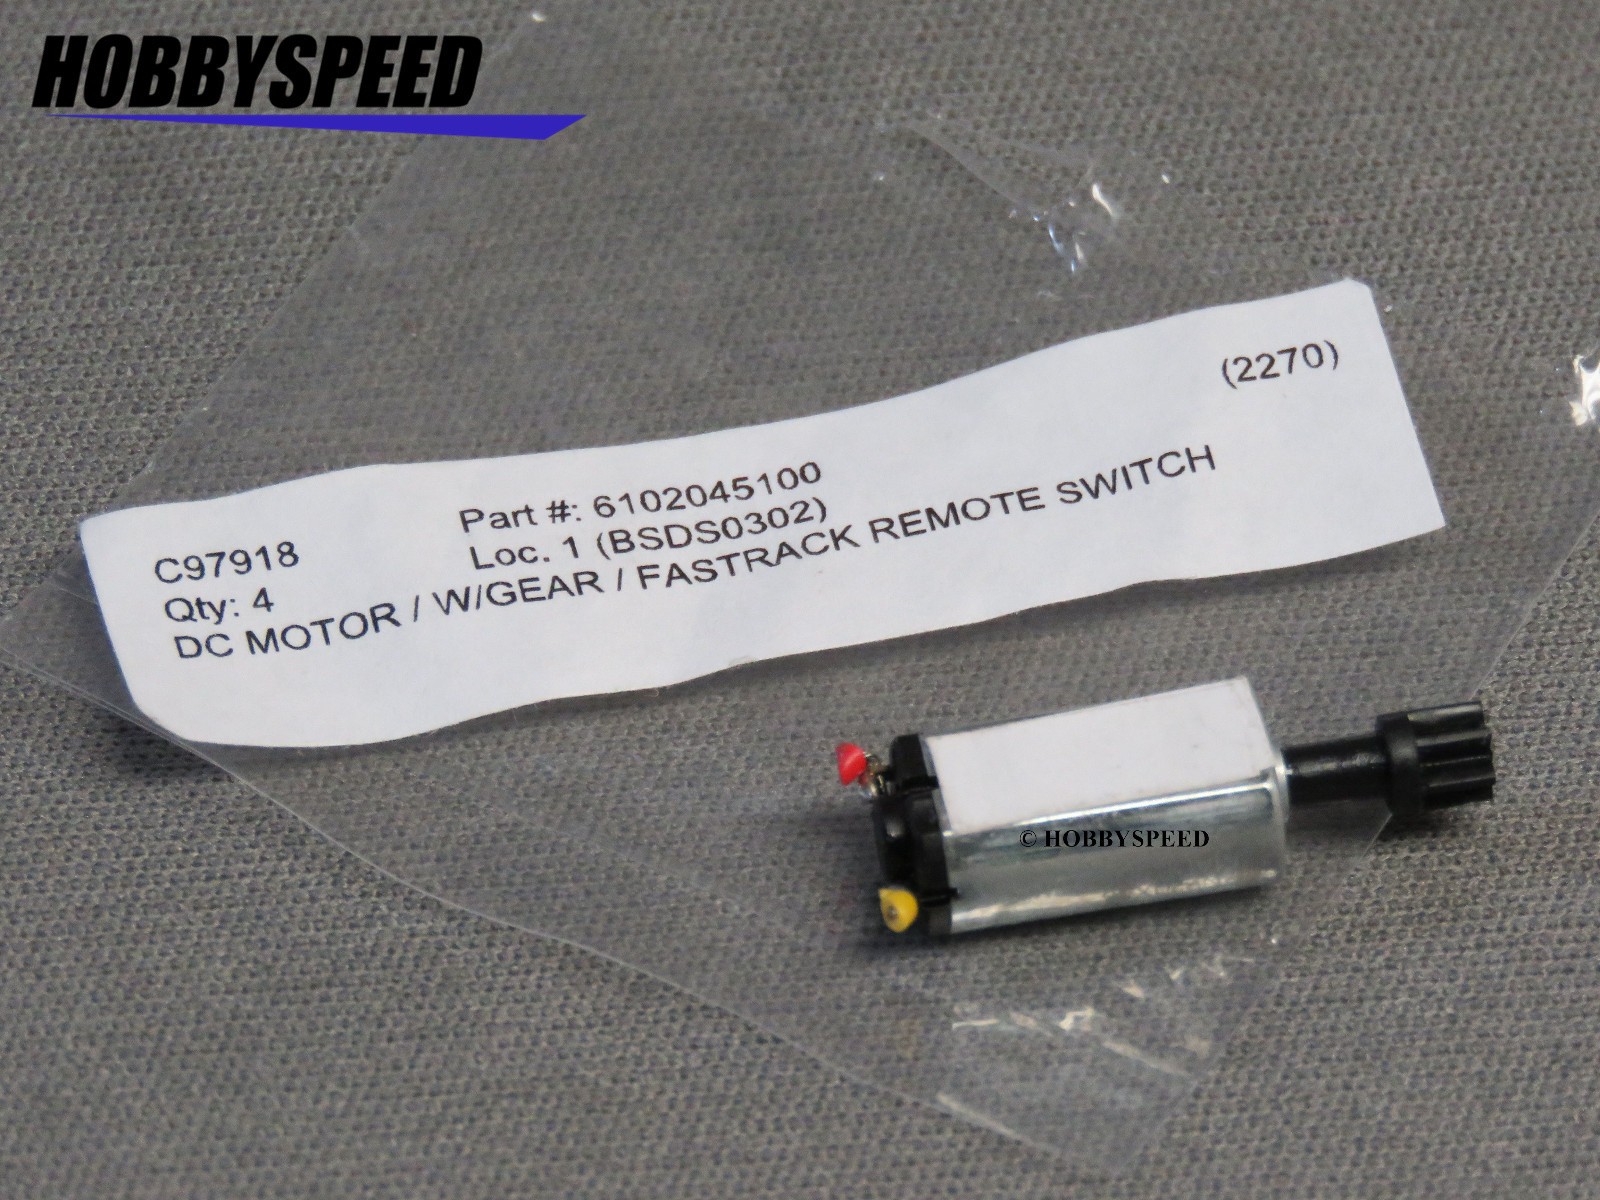 HOBBYSPEED
(2270)
Part #: 6102045100
C97918
Loc. 1 (BSDS0302)
Qty: 4
DC MOTOR / W/GEAR / FASTRACK REMOTE SWITCH
© HOBBYSPEED